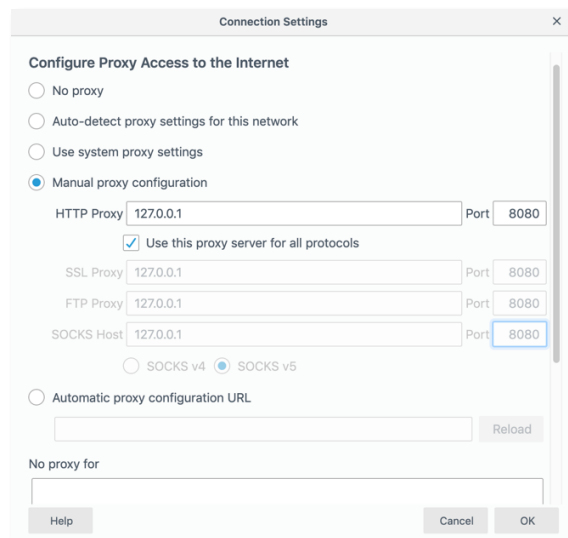 Connection Settings ×
Configure Proxy Access to the Internet
No proxy
Auto-detect proxy settings for this network
Use system proxy settings
Manual proxy configuration
HTTP Proxy 127.0.0.1 Port 8080
Use this proxy server for all protocols
SSL Proxy 127.0.0.1 Port 8080
FTP Proxy 127.0.0.1 Port 8080
SOCKS Host 127.0.0.1 Port 8080
SOCKS v4 SOCKS v5
Automatic proxy configuration URL
Reload
No proxy for
Help Cancel OK